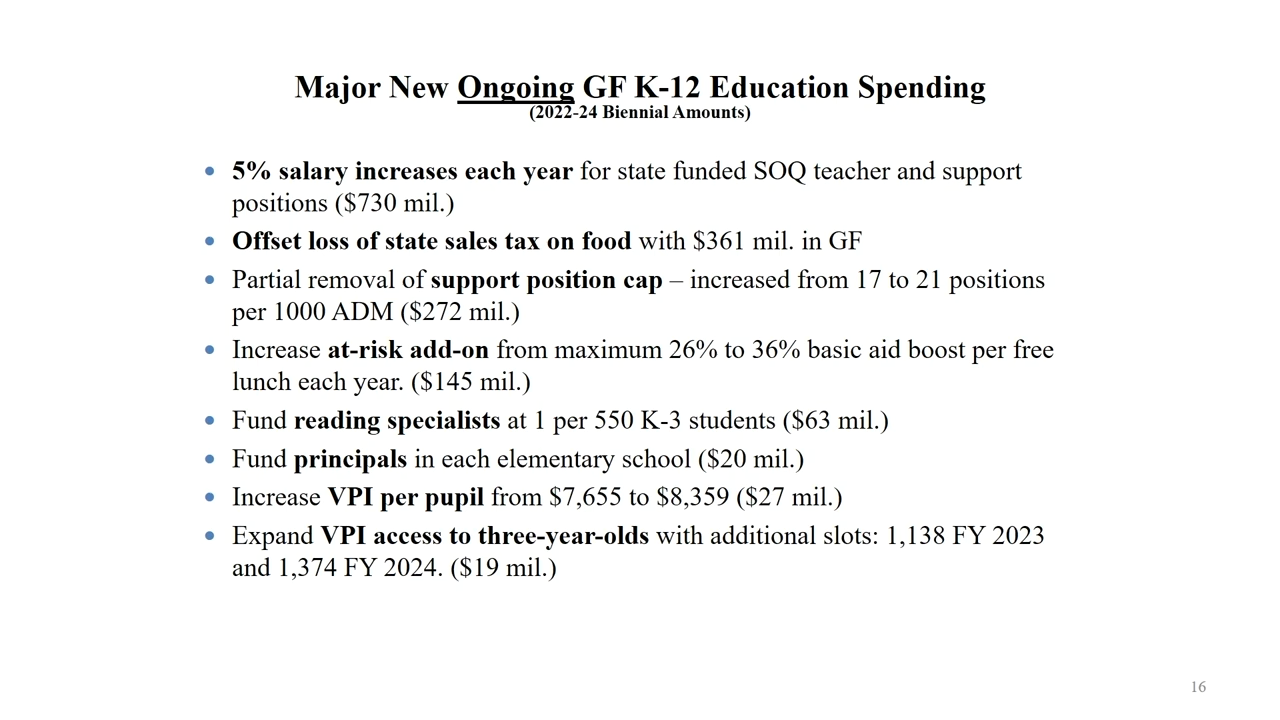 Major New Ongoing GF K-12 Education Spending
(2022-24 Biennial Amounts)
• 5% salary increases each year for state funded SOQ teacher and support
positions ($730 mil.)
• Offset loss of state sales tax on food with $361 mil. in GF
• Partial removal of support position cap – increased from 17 to 21 positions
per 1000 ADM ($272 mil.)
• Increase at-risk add-on from maximum 26% to 36% basic aid boost per free
lunch each year. ($145 mil.)
• Fund reading specialists at 1 per 550 K-3 students ($63 mil.)
• Fund principals in each elementary school ($20 mil.)
• Increase VPI per pupil from $7,655 to $8,359 ($27 mil.)
• Expand VPI access to three-year-olds with additional slots: 1,138 FY 2023
and 1,374 FY 2024. ($19 mil.)
16